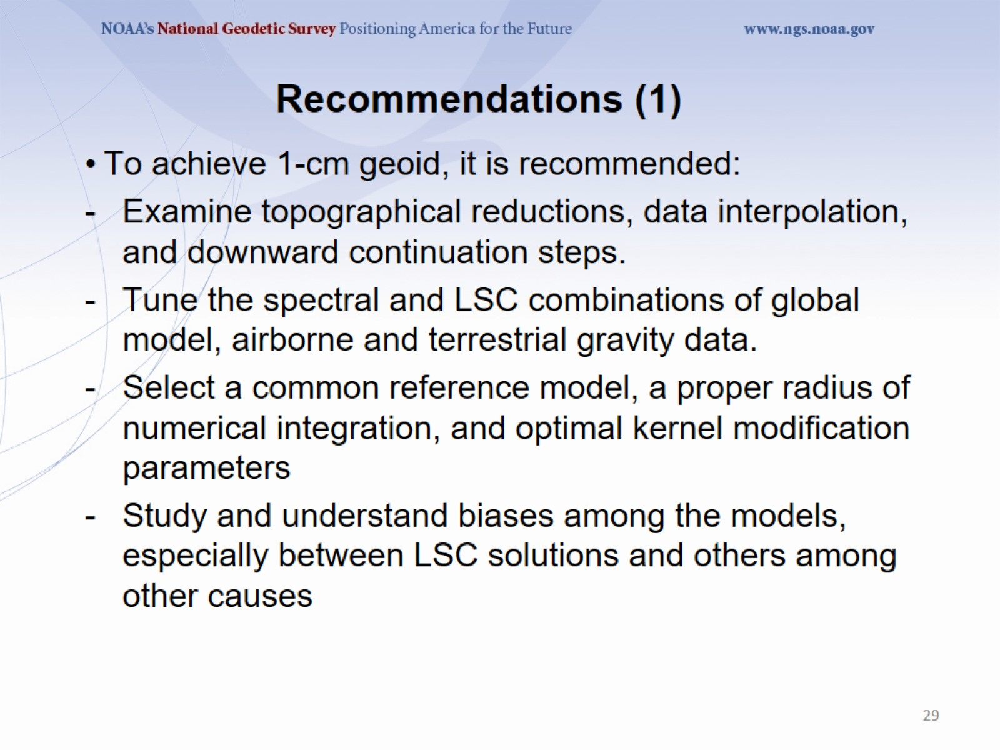 NOAA's National Geodetic Survey Positioning America for the Future www.ngs.noaa.gov
Recommendations (1)
• To achieve 1-cm geoid, it is recommended:
- Examine topographical reductions, data interpolation,
and downward continuation steps.
- Tune the spectral and LSC combinations of global
model, airborne and terrestrial gravity data.
- Select a common reference model, a proper radius of
numerical integration, and optimal kernel modification
parameters
- Study and understand biases among the models,
especially between LSC solutions and others among
other causes
29